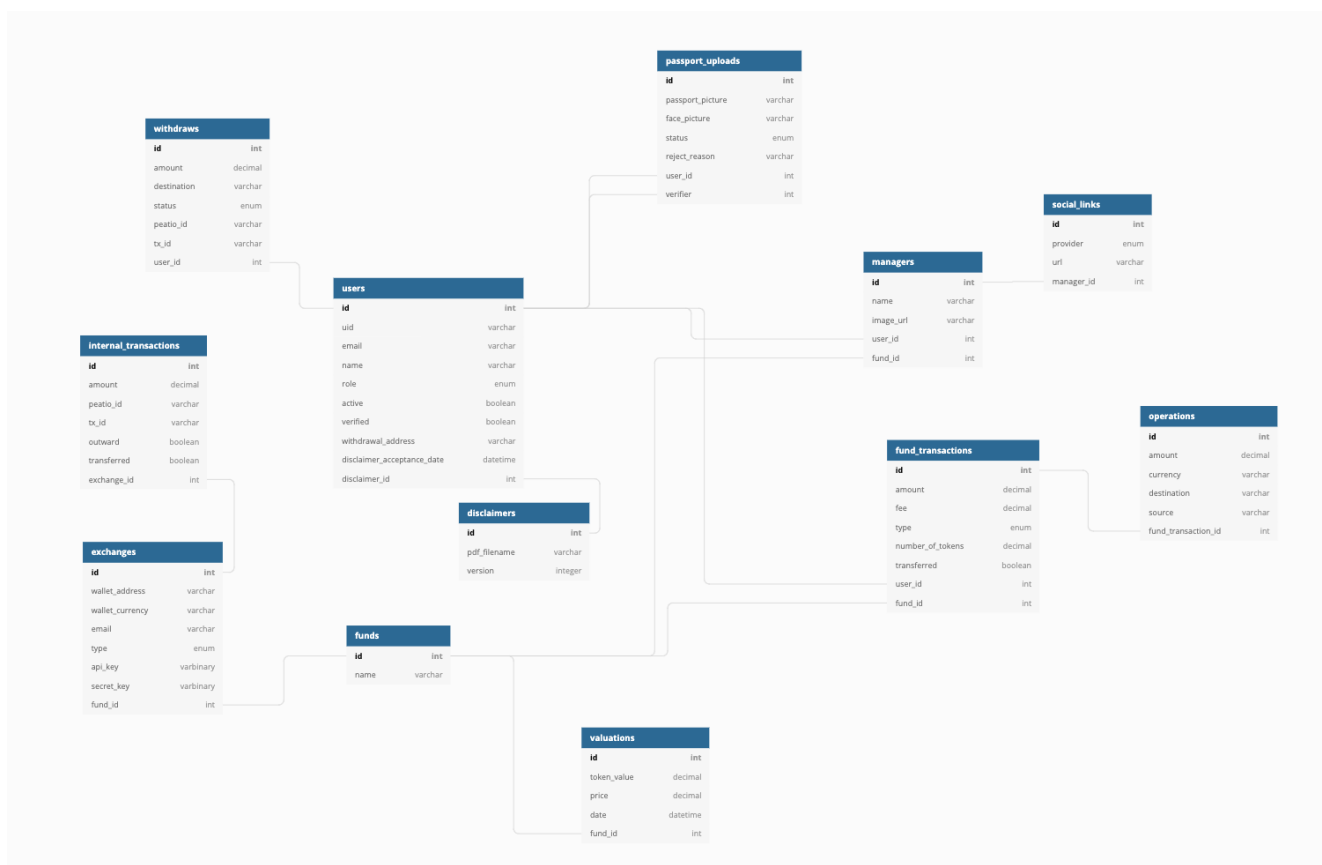 passport_uploads
id int
passport_picture varchar
face_picture varchar
status enum
reject_reason varchar
user_id int
verifier int
withdraws
id int
amount decimal
destination varchar
status enum
peatio_id varchar
tx_id varchar
user_id int
social_links
id int
provider enum
url varchar
manager_id int
managers
id int
name varchar
image_url varchar
user_id int
fund_id int
users
id int
uid varchar
email varchar
name varchar
role enum
active boolean
verified boolean
withdrawal_address varchar
disclaimer_acceptance_date datetime
disclaimer_id int
internal_transactions
id int
amount decimal
peatio_id varchar
tx_id varchar
outward boolean
transferred boolean
exchange_id int
operations
id int
amount decimal
currency varchar
destination varchar
source varchar
fund_transaction_id int
fund_transactions
id int
amount decimal
fee decimal
type enum
number_of_tokens decimal
transferred boolean
user_id int
fund_id int
disclaimers
id int
pdf_filename varchar
version integer
exchanges
id int
wallet_address varchar
wallet_currency varchar
email varchar
type enum
api_key varbinary
secret_key varbinary
fund_id int
funds
id int
name varchar
valuations
id int
token_value decimal
price decimal
date datetime
fund_id int